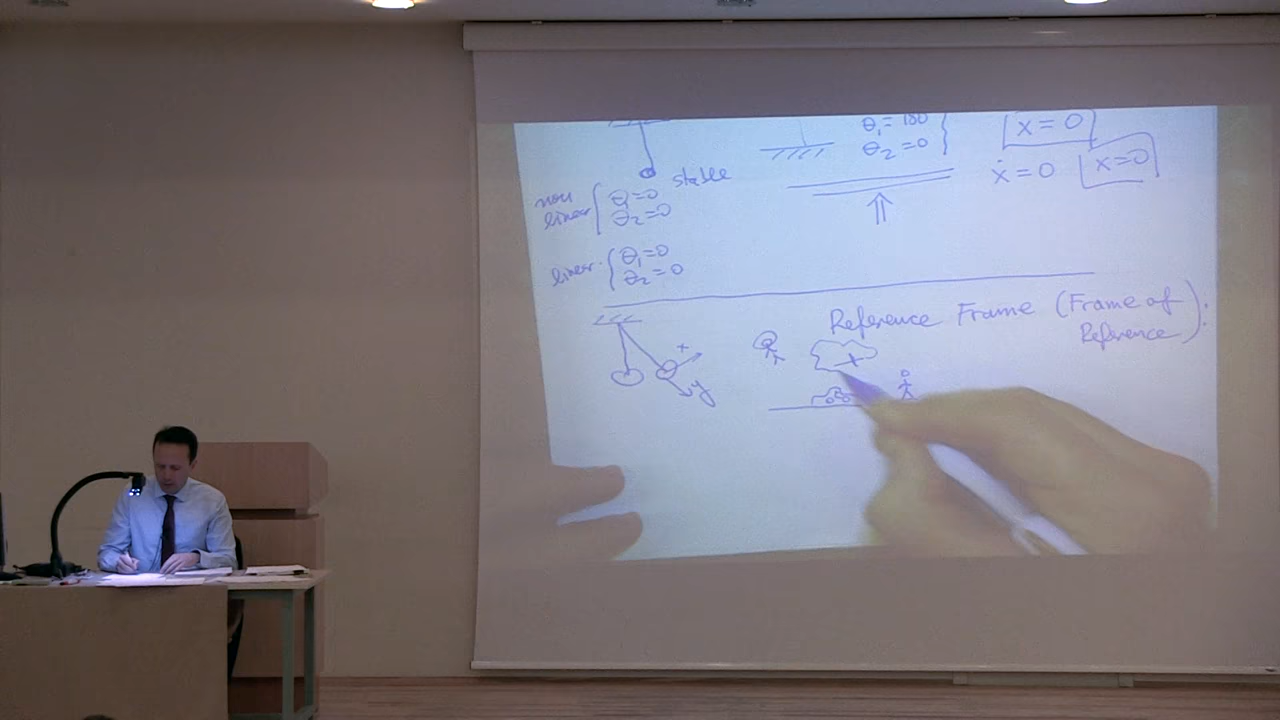 θ₁ = 180
θ₂ = 0
x = 0
ẋ = 0
x = 0
stable
non linear { θ₁ = 0
θ₂ = 0
linear { θ₁ = 0
θ₂ = 0
Reference Frame (Frame of Reference):
x
y